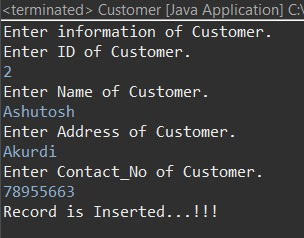 <terminated> Customer [Java Application] C:\
Enter information of Customer.
Enter ID of Customer.
2
Enter Name of Customer.
Ashutosh
Enter Address of Customer.
Akurdi
Enter Contact_No of Customer.
78955663
Record is Inserted...!!!